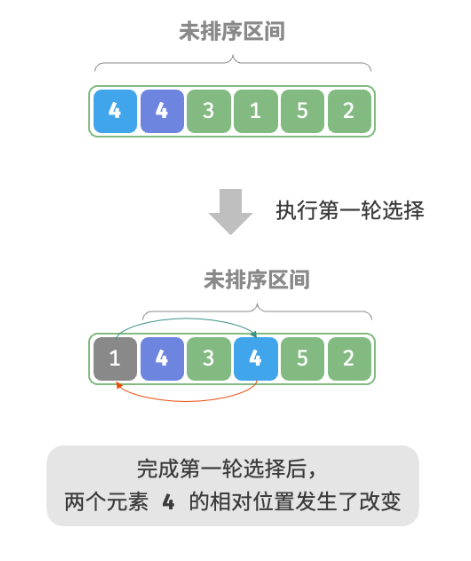 未排序区间
4 4 3 1 5 2
执行第一轮选择
未排序区间
1 4 3 4 5 2
完成第一轮选择后，
两个元素 4 的相对位置发生了改变